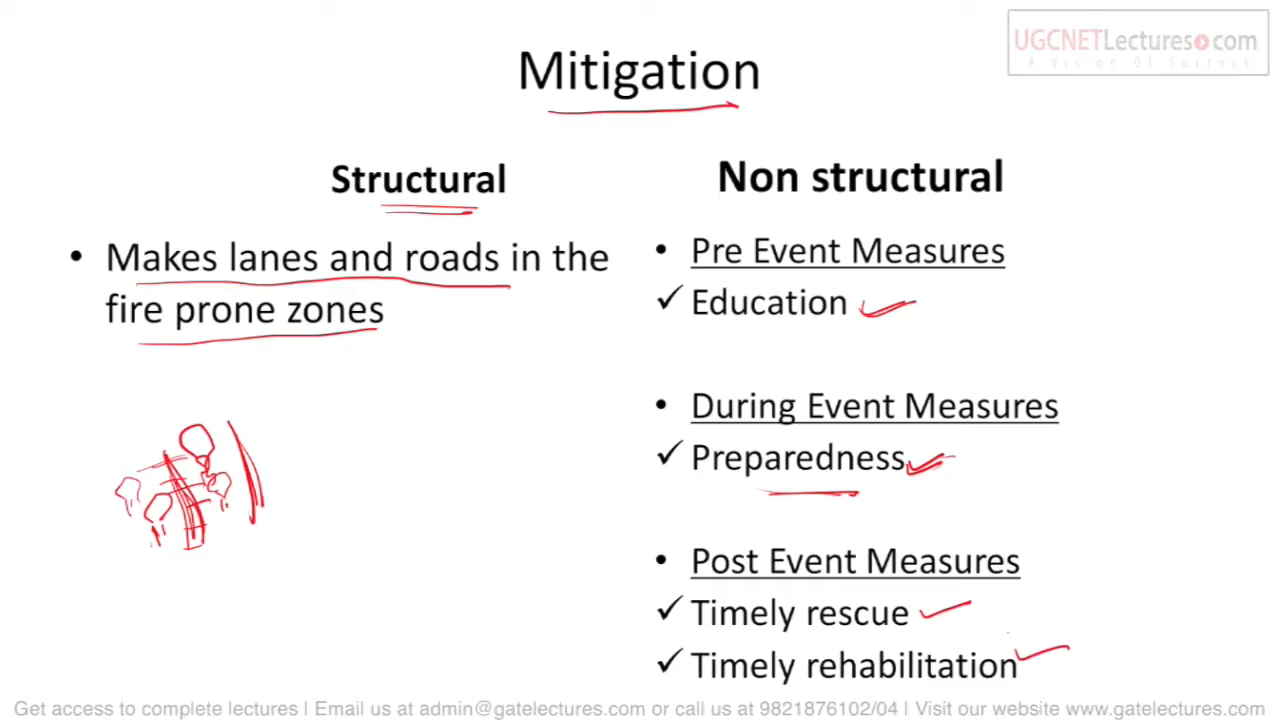 UGCNETLectures.com
A Vision Of Success
Mitigation
Structural
• Makes lanes and roads in the
fire prone zones
Non structural
• Pre Event Measures
✓ Education
• During Event Measures
✓ Preparedness
• Post Event Measures
✓ Timely rescue
✓ Timely rehabilitation
Get access to complete lectures | Email us at admin@gatelectures.com or call us at 9821876102/04 | Visit our website www.gatelectures.com